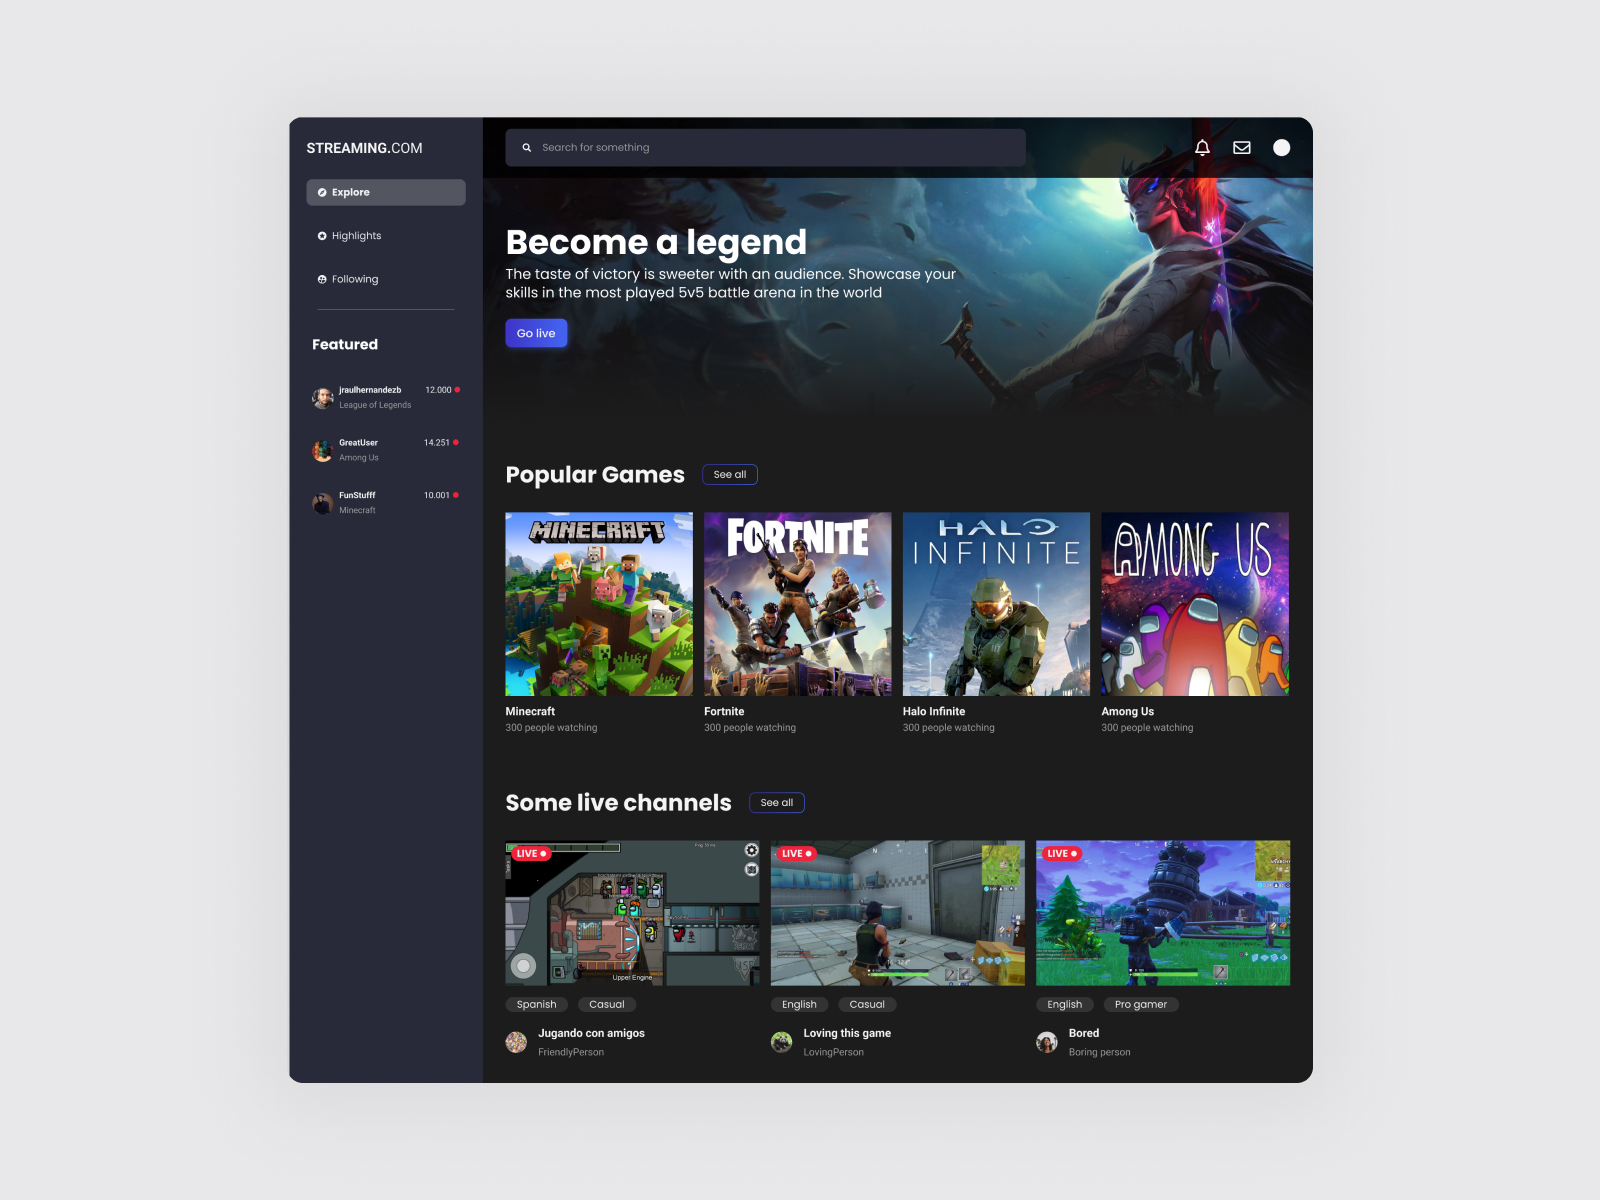 STREAMING.COM
Search for something
Explore
Highlights
Following
Featured
jraulhernandezb 12.000
League of Legends
GreatUser 14.251
Among Us
FunStufff 10.001
Minecraft
Become a legend
The taste of victory is sweeter with an audience. Showcase your
skills in the most played 5v5 battle arena in the world
Go live
Popular Games See all
MINECRAFT
FORTNITE
HALO
INFINITE
AMONG US
Minecraft
300 people watching
Fortnite
300 people watching
Halo Infinite
300 people watching
Among Us
300 people watching
Some live channels See all
LIVE
Upper Engine
LIVE
N
LIVE
Spanish Casual
Jugando con amigos
FriendlyPerson
English Casual
Loving this game
LovingPerson
English Pro gamer
Bored
Boring person